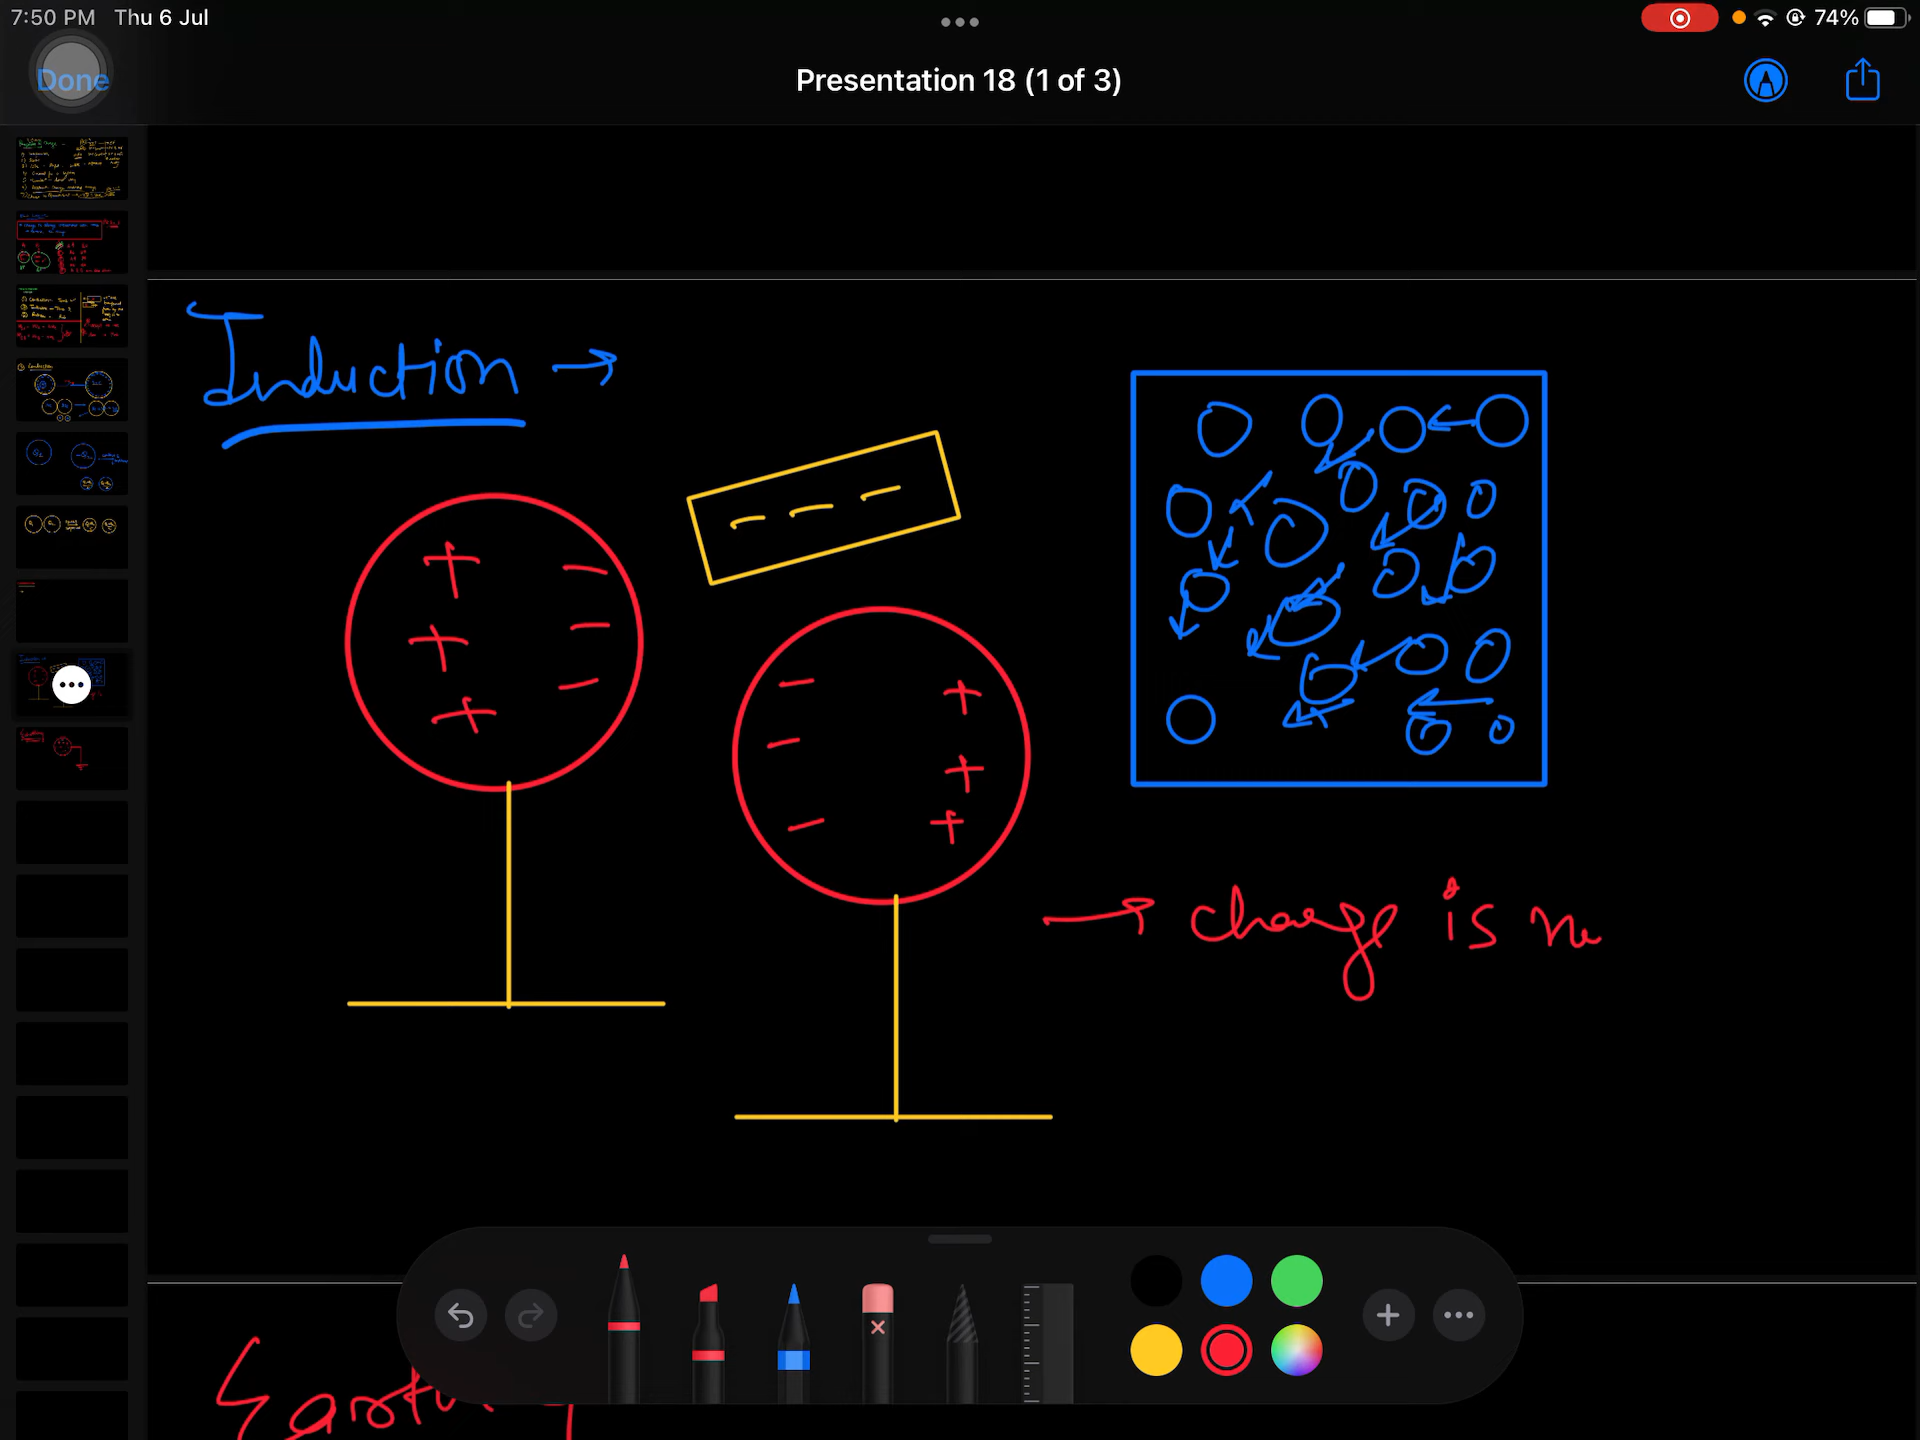 7:50 PM Thu 6 Jul
74%
Done
Presentation 18 (1 of 3)
Induction →
+ −
+ −
+ −
− − −
− +
− +
− +
→ charge is